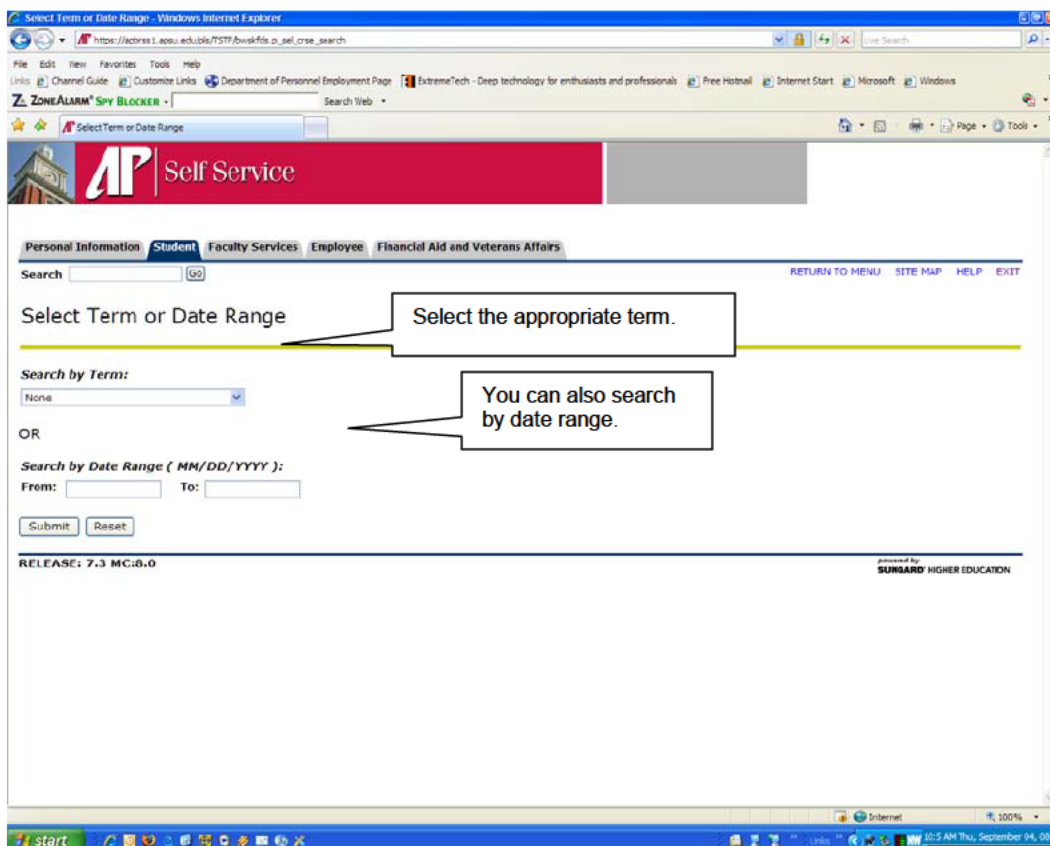 Select Term or Date Range - Windows Internet Explorer
https://acbrss1.apsu.edu/pls/TSTF/bwskfcls.p_sel_crse_search
Live Search
File Edit View Favorites Tools Help
Links Channel Guide Customize Links Department of Personnel Employment Page ExtremeTech - Deep technology for enthusiasts and professionals Free Hotmail Internet Start Microsoft Windows
ZONEALARM® SPY BLOCKER Search Web
Select Term or Date Range Page Tools
AP Self Service
Personal Information Student Faculty Services Employee Financial Aid and Veterans Affairs
Search Go RETURN TO MENU SITE MAP HELP EXIT
Select Term or Date Range
Select the appropriate term.
Search by Term:
None
You can also search
by date range.
OR
Search by Date Range ( MM/DD/YYYY ):
From: To:
Submit Reset
RELEASE: 7.3 MC:8.0
powered by
SUNGARD® HIGHER EDUCATION
Internet 100%
start Links 10:5 AM Thu, September 04, 08